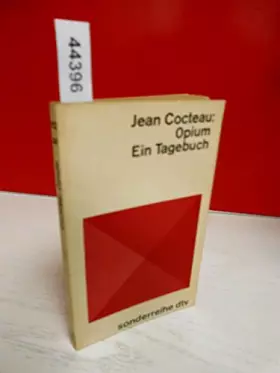 44396
Jean Cocteau:
Opium
Ein Tagebuch
sonderreihe dtv